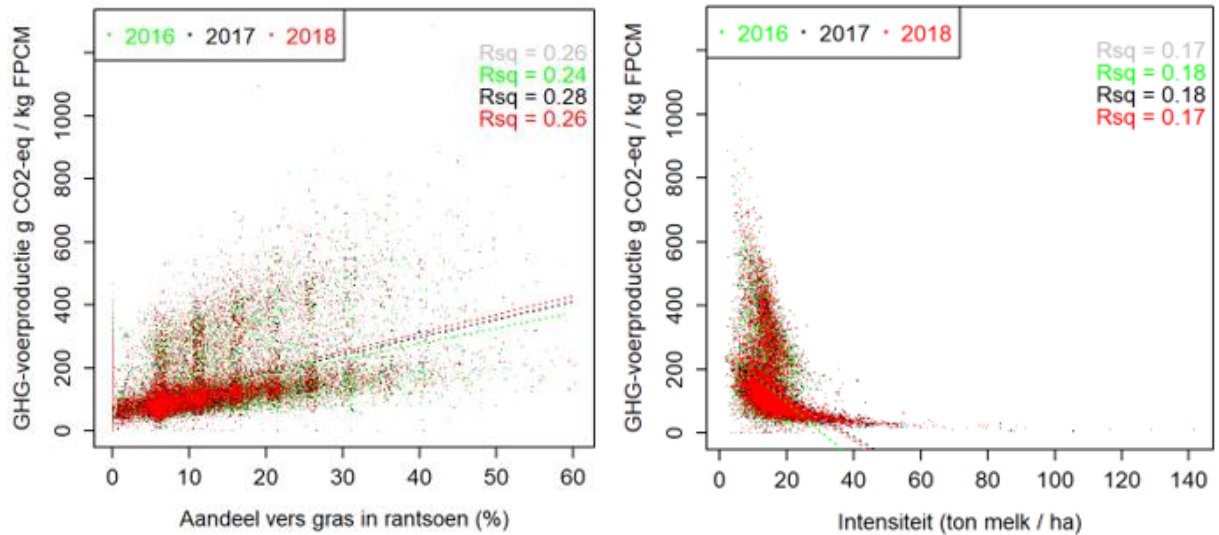 2016 2017 2018
Rsq = 0.26
Rsq = 0.24
Rsq = 0.28
Rsq = 0.26
GHG-voerproductie g CO2-eq / kg FPCM
0 200 400 600 800 1000
0 10 20 30 40 50 60
Aandeel vers gras in rantsoen (%)
2016 2017 2018
Rsq = 0.17
Rsq = 0.18
Rsq = 0.18
Rsq = 0.17
GHG-voerproductie g CO2-eq / kg FPCM
0 200 400 600 800 1000
0 20 40 60 80 100 120 140
Intensiteit (ton melk / ha)